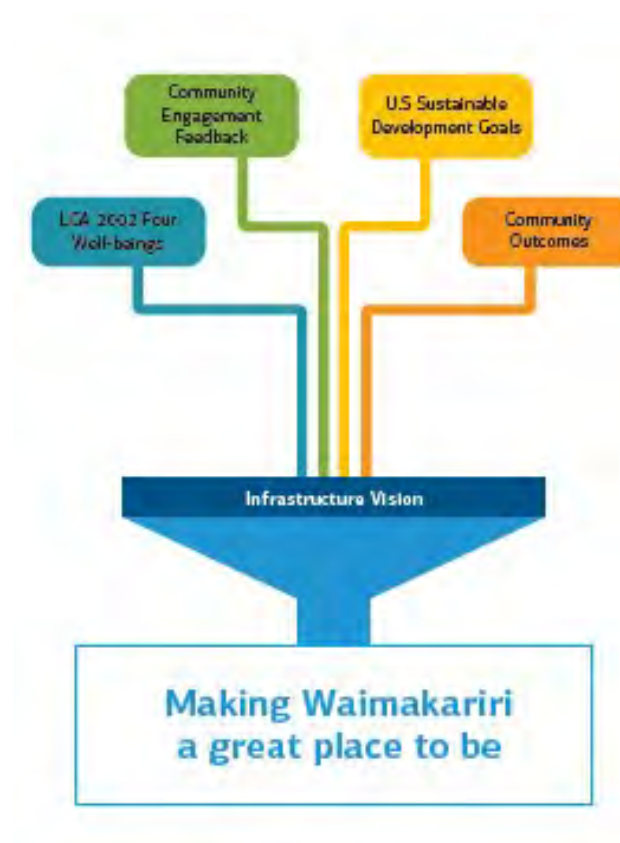 Community
Engagement
Feedback
U.S Sustainable
Development Goals
LGA 2002 Four
Well-beings
Community
Outcomes
Infrastructure Vision
Making Waimakariri
a great place to be